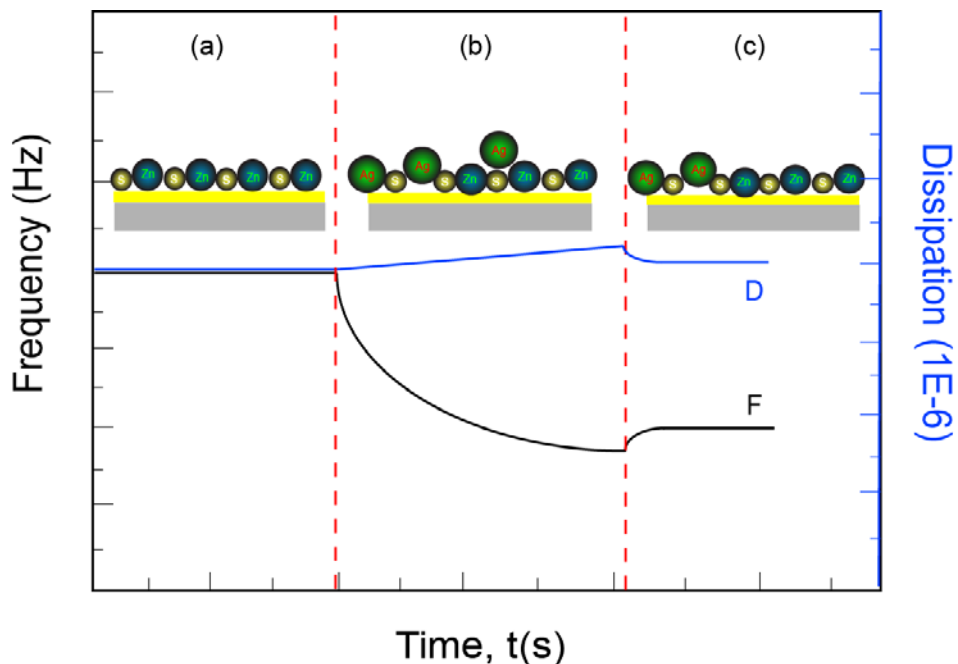 (a) (b) (c)
S Zn S Zn S Zn S Zn
Ag S Ag S Zn Ag S Zn S Zn
Ag S Ag S Zn S Zn S Zn
Frequency (Hz)
Dissipation (1E-6)
D
F
Time, t(s)